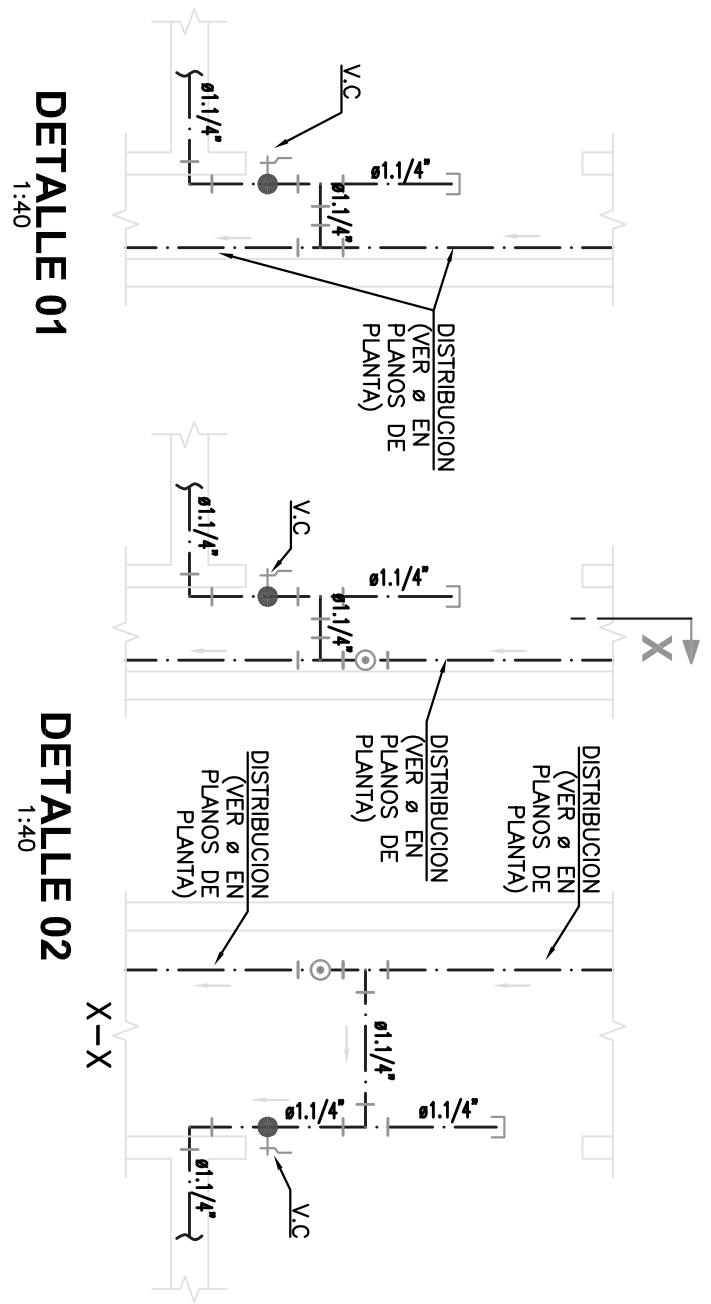 V.C
ø1.1/4"
ø1.1/4"
ø1.1/4"
DISTRIBUCION
(VER ø EN
PLANOS DE
PLANTA)
DETALLE 01
1:40
X
V.C
ø1.1/4"
ø1.1/4"
ø1.1/4"
DISTRIBUCION
(VER ø EN
PLANOS DE
PLANTA)
DISTRIBUCION
(VER ø EN
PLANOS DE
PLANTA)
DISTRIBUCION
(VER ø EN
PLANOS DE
PLANTA)
ø1.1/4"
ø1.1/4"
ø1.1/4"
ø1.1/4"
V.C
X-X
DETALLE 02
1:40